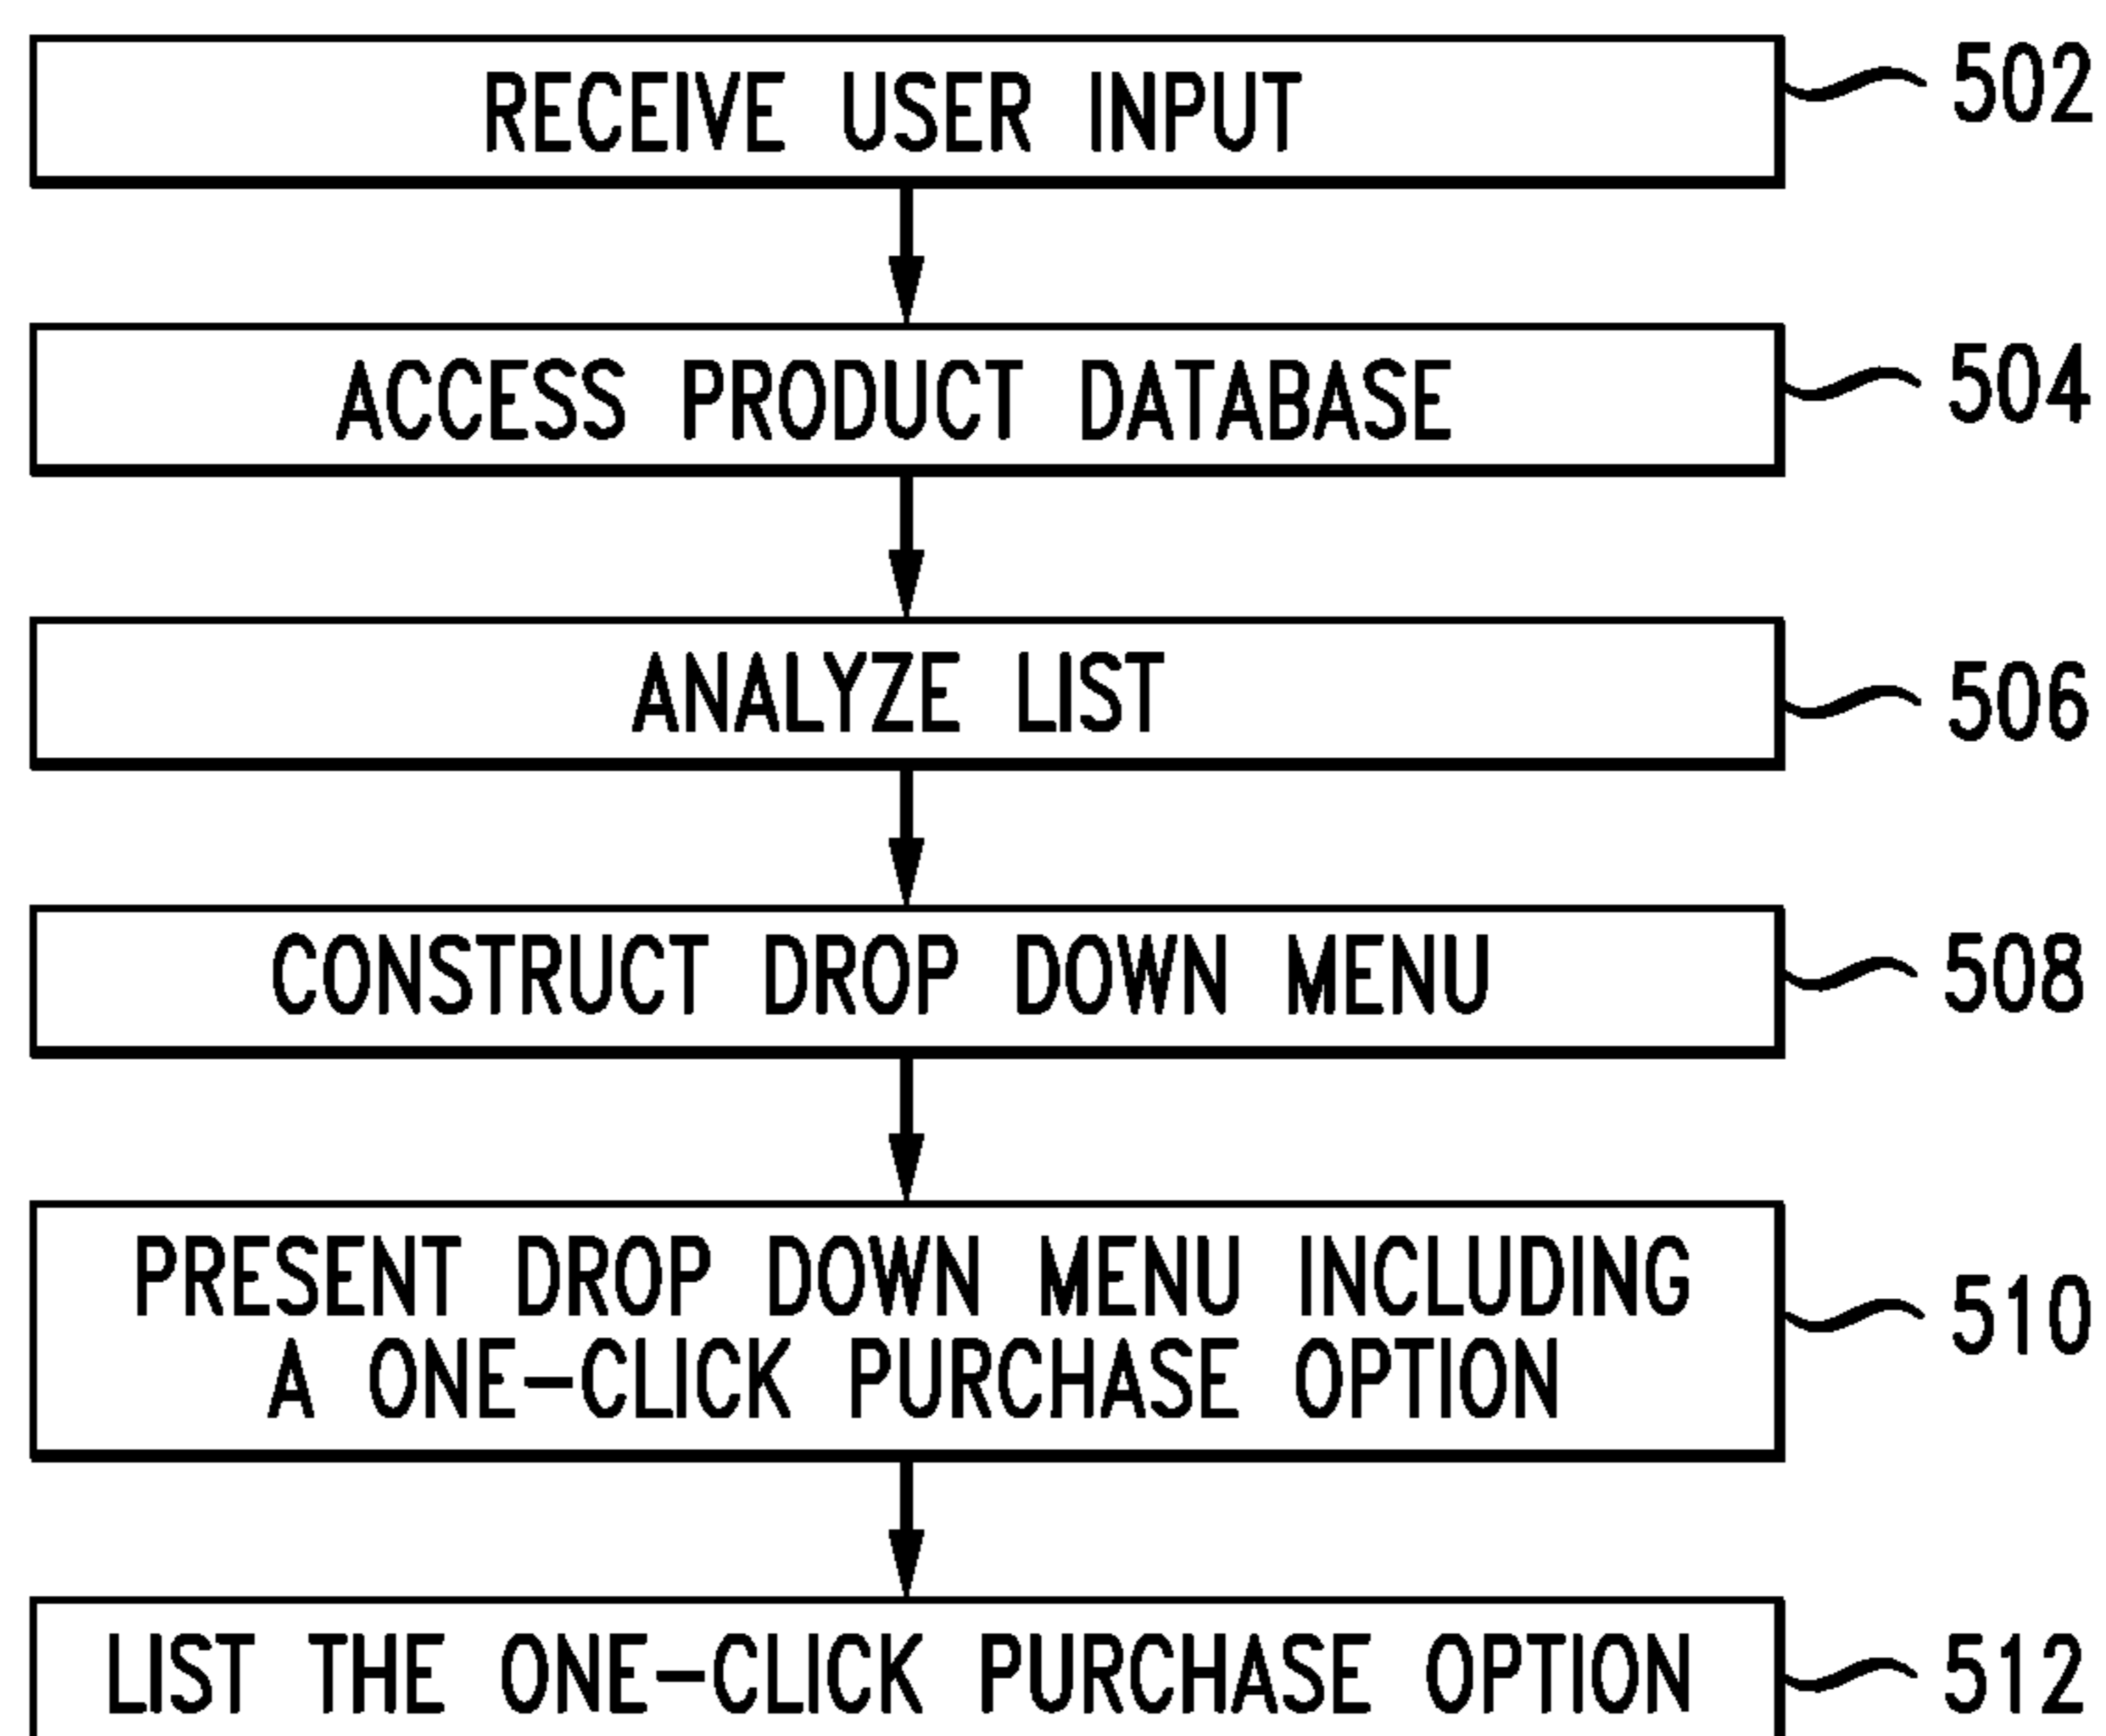 RECEIVE USER INPUT
502
ACCESS PRODUCT DATABASE
504
ANALYZE LIST
506
CONSTRUCT DROP DOWN MENU
508
PRESENT DROP DOWN MENU INCLUDING
A ONE-CLICK PURCHASE OPTION
510
LIST THE ONE-CLICK PURCHASE OPTION
512